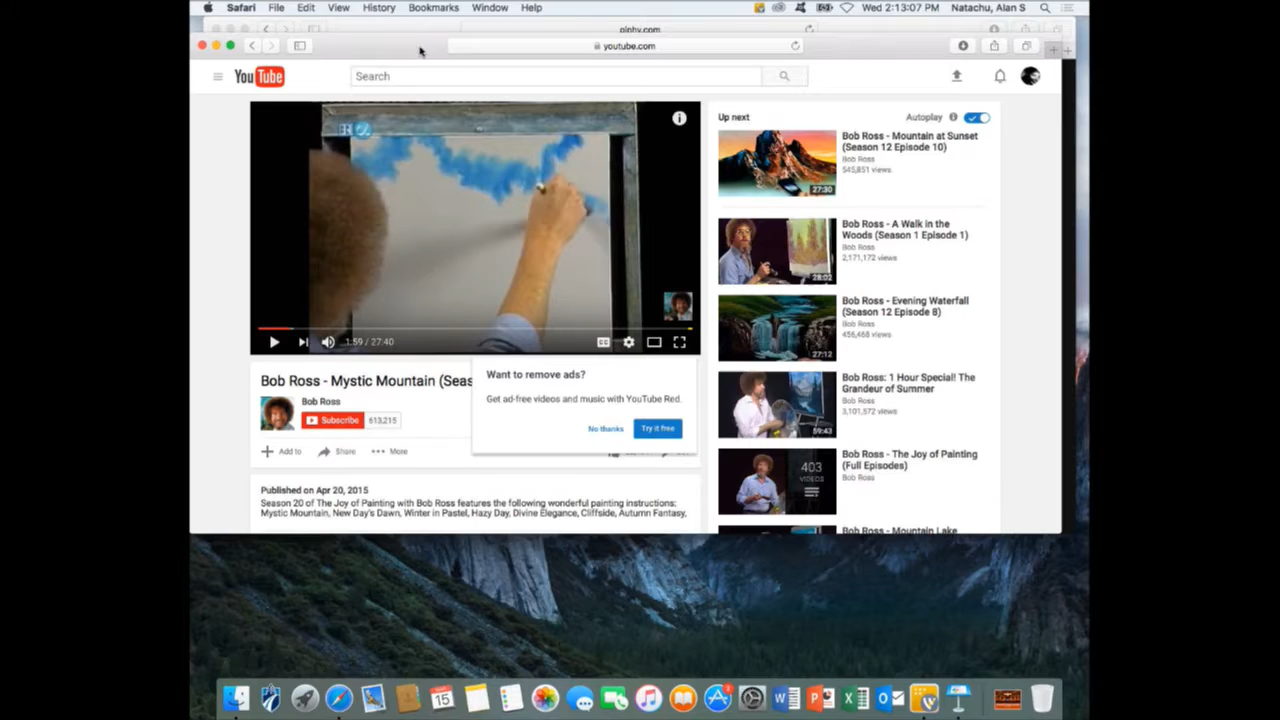 Safari File Edit View History Bookmarks Window Help Wed 2:13:07 PM Natachu, Alan S
giphy.com
youtube.com
YouTube
Search
Up next
Autoplay
Bob Ross - Mountain at Sunset
(Season 12 Episode 10)
Bob Ross
545,851 views
27:30
Bob Ross - A Walk in the
Woods (Season 1 Episode 1)
Bob Ross
2,171,172 views
28:02
Bob Ross - Evening Waterfall
(Season 12 Episode 8)
Bob Ross
456,468 views
27:12
1:59 / 27:40
CC
Bob Ross - Mystic Mountain (Seas
Bob Ross
Subscribe 613,215
Want to remove ads?
Get ad-free videos and music with YouTube Red.
No thanks Try it free
Add to Share More
Bob Ross: 1 Hour Special! The
Grandeur of Summer
Bob Ross
3,101,572 views
59:43
Bob Ross - The Joy of Painting
(Full Episodes)
Bob Ross
403
VIDEOS
Bob Ross - Mountain Lake
Published on Apr 20, 2015
Season 20 of The Joy of Painting with Bob Ross features the following wonderful painting instructions:
Mystic Mountain, New Day's Dawn, Winter in Pastel, Hazy Day, Divine Elegance, Cliffside, Autumn Fantasy,
15